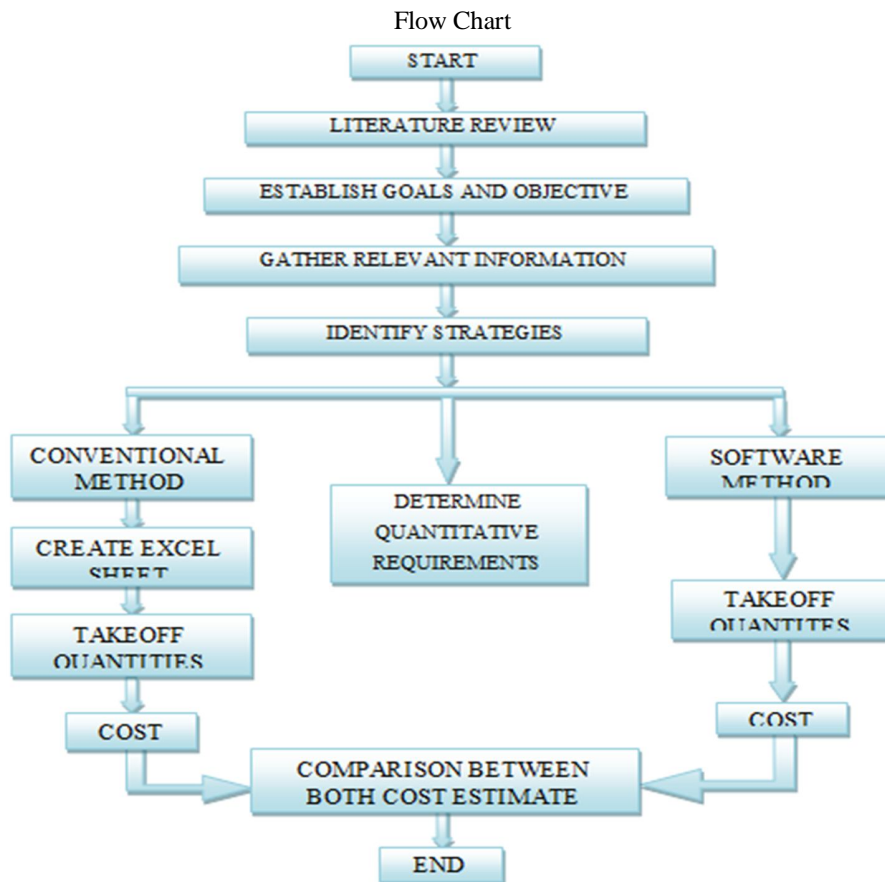 Flow Chart
START
LITERATURE REVIEW
ESTABLISH GOALS AND OBJECTIVE
GATHER RELEVANT INFORMATION
IDENTIFY STRATEGIES
CONVENTIONAL
METHOD
CREATE EXCEL
SHEET
TAKEOFF
QUANTITIES
COST
DETERMINE
QUANTITATIVE
REQUIREMENTS
SOFTWARE
METHOD
TAKEOFF
QUANTITES
COST
COMPARISON BETWEEN
BOTH COST ESTIMATE
END